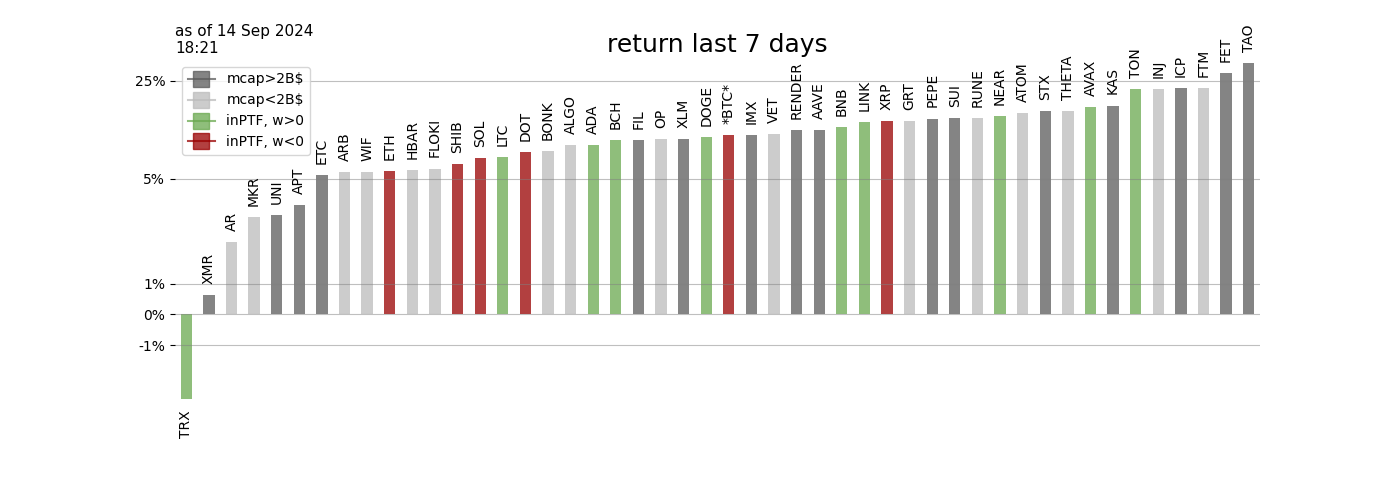 as of 14 Sep 2024
18:21
return last 7 days
mcap>2B$
mcap<2B$
inPTF, w>0
inPTF, w<0
25%
5%
1%
0%
-1%
TRX
XMR
AR
MKR
UNI
APT
ETC
ARB
WIF
ETH
HBAR
FLOKI
SHIB
SOL
LTC
DOT
BONK
ALGO
ADA
BCH
FIL
OP
XLM
DOGE
*BTC*
IMX
VET
RENDER
AAVE
BNB
LINK
XRP
GRT
PEPE
SUI
RUNE
NEAR
ATOM
STX
THETA
AVAX
KAS
TON
INJ
ICP
FTM
FET
TAO